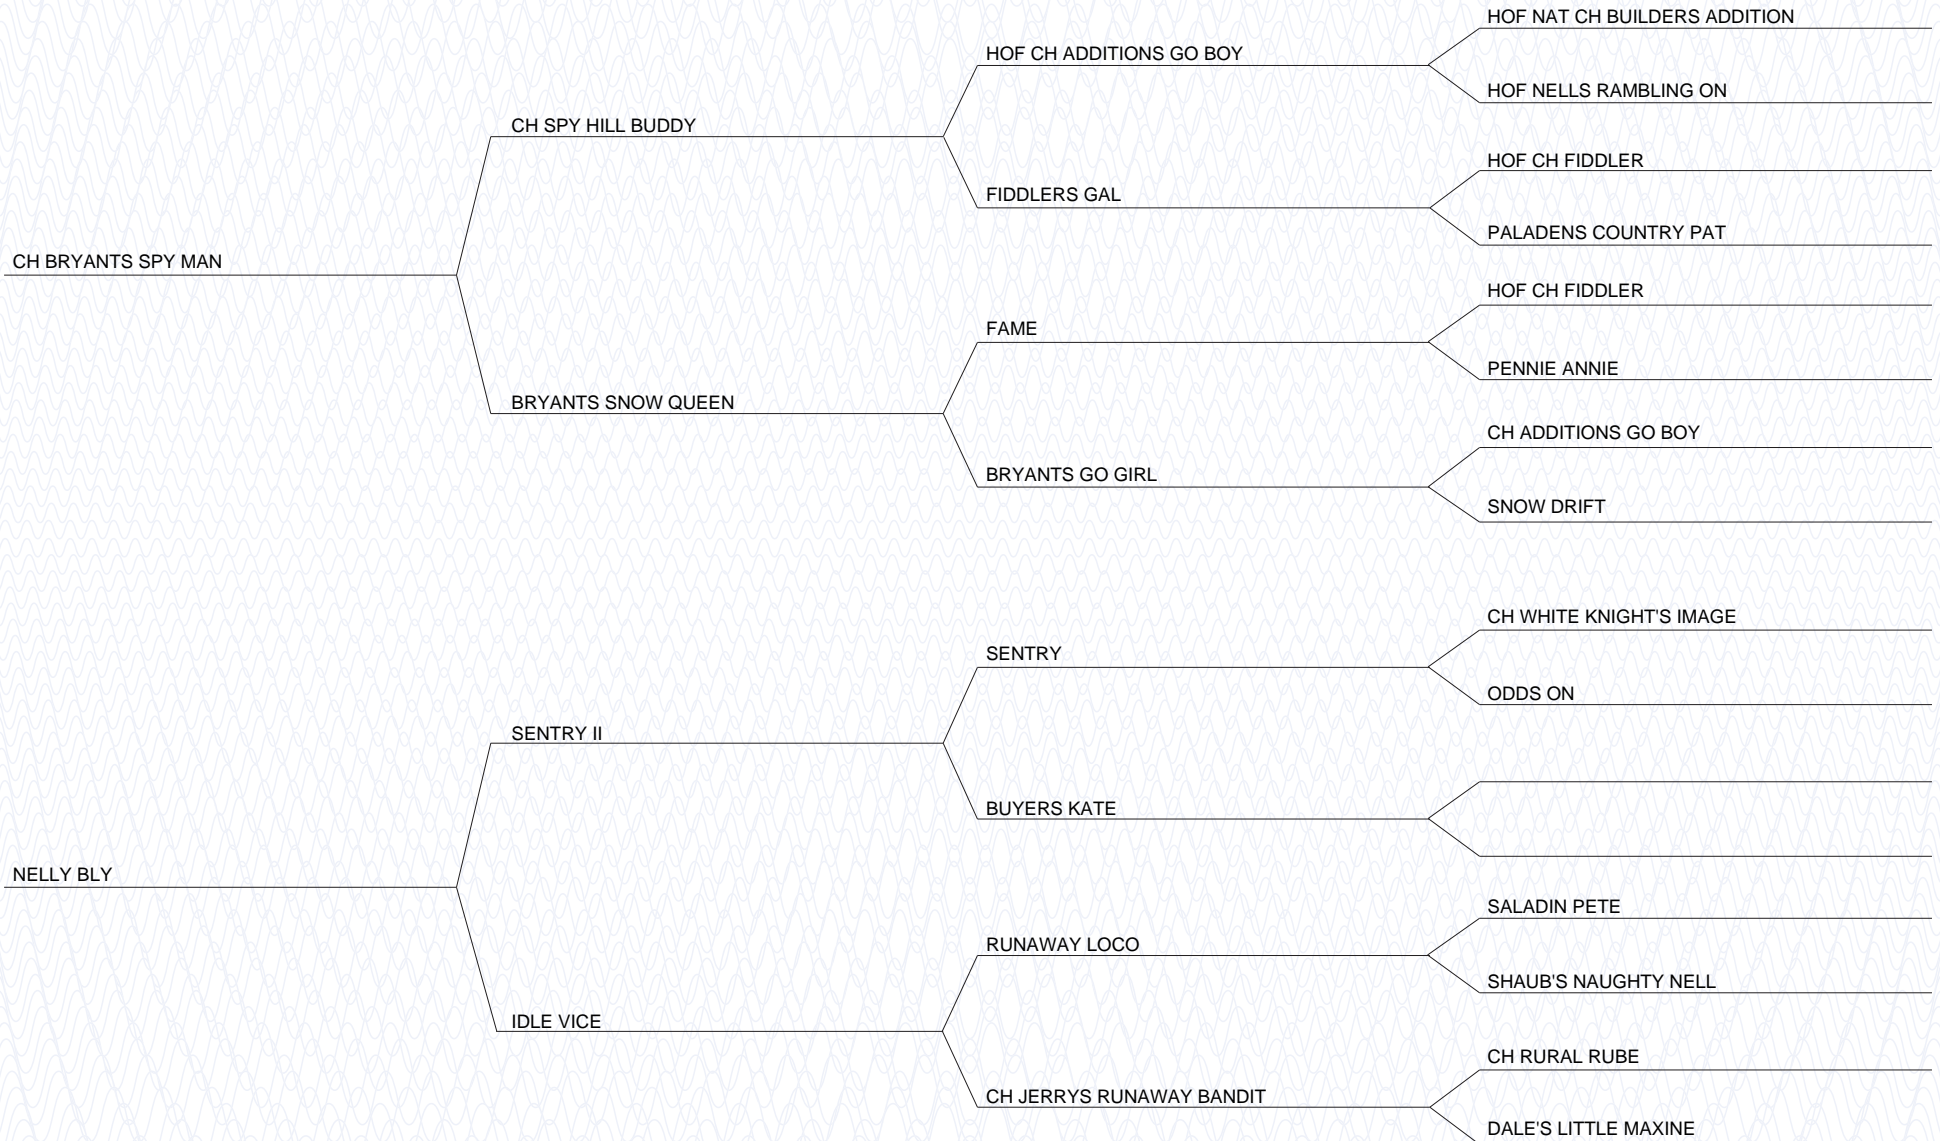 HOF NAT CH BUILDERS ADDITION
HOF CH ADDITIONS GO BOY
HOF NELLS RAMBLING ON
CH SPY HILL BUDDY
HOF CH FIDDLER
FIDDLERS GAL
PALADENS COUNTRY PAT
CH BRYANTS SPY MAN
HOF CH FIDDLER
FAME
PENNIE ANNIE
BRYANTS SNOW QUEEN
CH ADDITIONS GO BOY
BRYANTS GO GIRL
SNOW DRIFT
CH WHITE KNIGHT'S IMAGE
SENTRY
ODDS ON
SENTRY II
BUYERS KATE
NELLY BLY
SALADIN PETE
RUNAWAY LOCO
SHAUB'S NAUGHTY NELL
IDLE VICE
CH RURAL RUBE
CH JERRYS RUNAWAY BANDIT
DALE'S LITTLE MAXINE